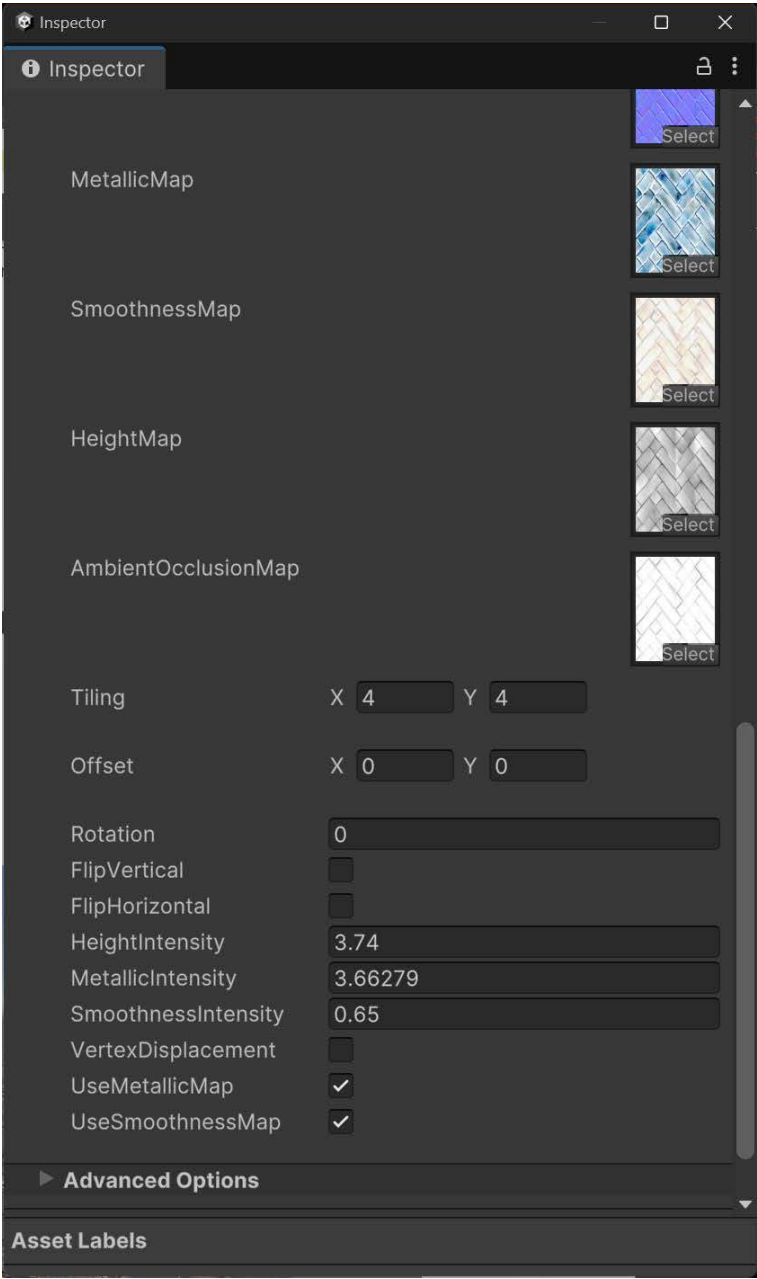 Inspector
Inspector
Select
MetallicMap
Select
SmoothnessMap
Select
HeightMap
Select
AmbientOcclusionMap
Select
Tiling X 4 Y 4
Offset X 0 Y 0
Rotation 0
FlipVertical
FlipHorizontal
HeightIntensity 3.74
MetallicIntensity 3.66279
SmoothnessIntensity 0.65
VertexDisplacement
UseMetallicMap
UseSmoothnessMap
Advanced Options
Asset Labels